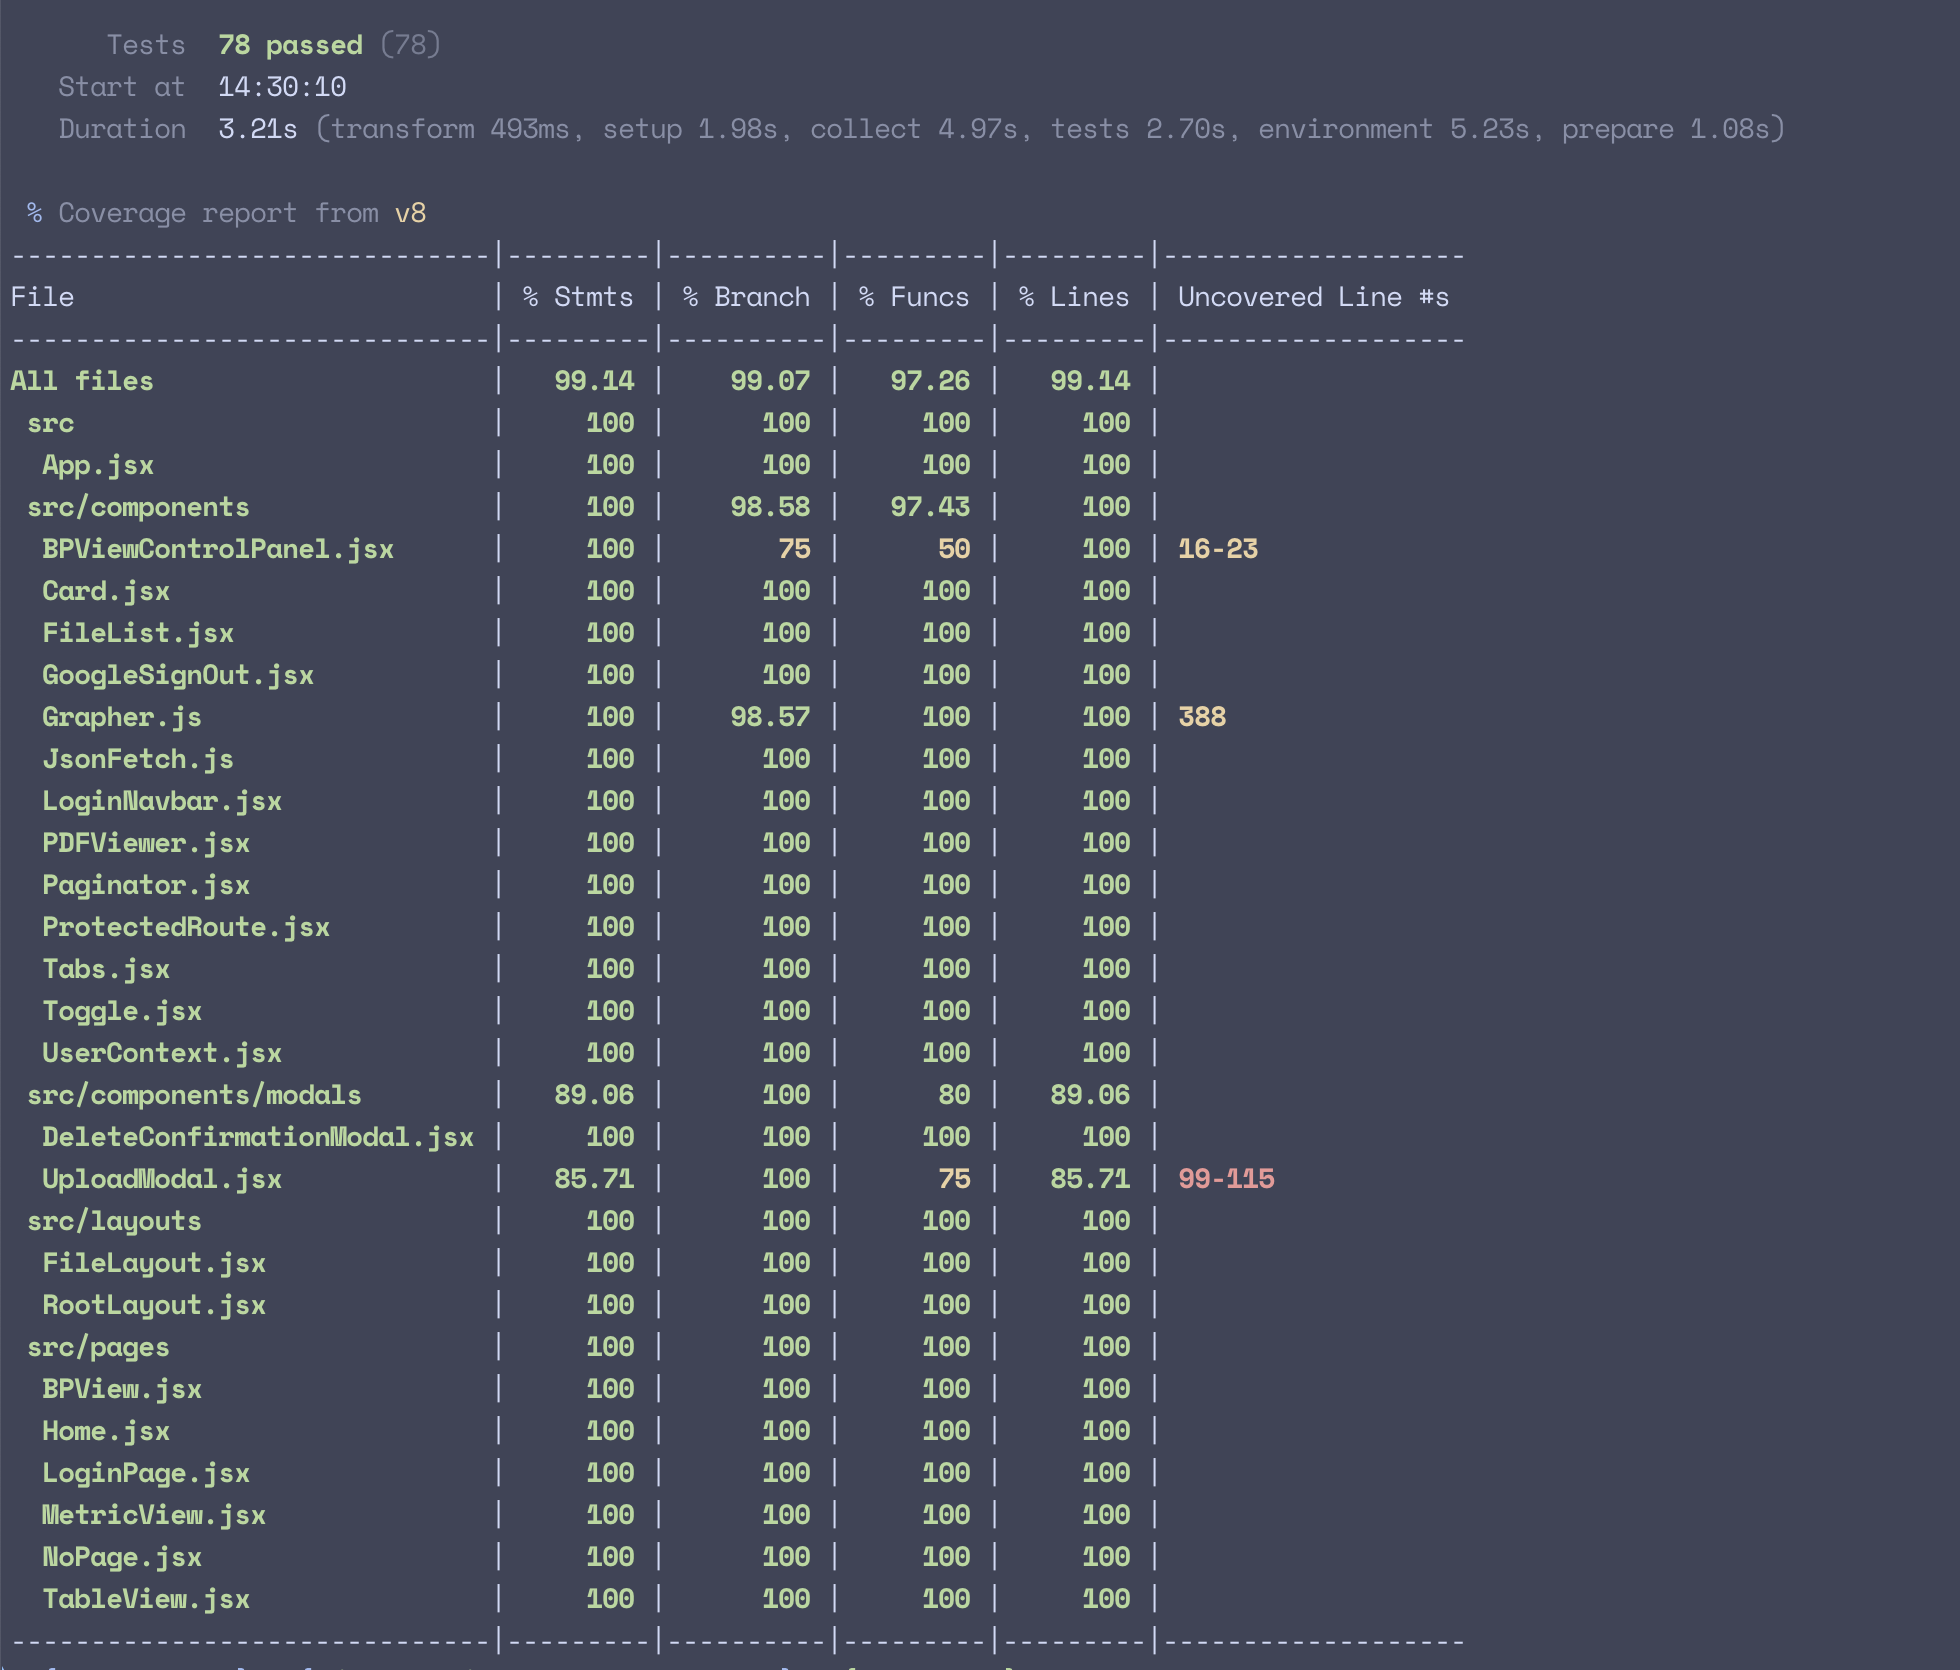 Tests  78 passed (78)
Start at  14:30:10
Duration  3.21s (transform 493ms, setup 1.98s, collect 4.97s, tests 2.70s, environment 5.23s, prepare 1.08s)
% Coverage report from v8
------------------------------|---------|----------|---------|---------|-------------------
File                          | % Stmts | % Branch | % Funcs | % Lines | Uncovered Line #s
------------------------------|---------|----------|---------|---------|-------------------
All files                     |   99.14 |    99.07 |   97.26 |   99.14 |
 src                          |     100 |      100 |     100 |     100 |
  App.jsx                     |     100 |      100 |     100 |     100 |
 src/components               |     100 |    98.58 |   97.43 |     100 |
  BPViewControlPanel.jsx      |     100 |       75 |      50 |     100 | 16-23
  Card.jsx                    |     100 |      100 |     100 |     100 |
  FileList.jsx                |     100 |      100 |     100 |     100 |
  GoogleSignOut.jsx           |     100 |      100 |     100 |     100 |
  Grapher.js                  |     100 |    98.57 |     100 |     100 | 388
  JsonFetch.js                |     100 |      100 |     100 |     100 |
  LoginNavbar.jsx             |     100 |      100 |     100 |     100 |
  PDFViewer.jsx               |     100 |      100 |     100 |     100 |
  Paginator.jsx               |     100 |      100 |     100 |     100 |
  ProtectedRoute.jsx          |     100 |      100 |     100 |     100 |
  Tabs.jsx                    |     100 |      100 |     100 |     100 |
  Toggle.jsx                  |     100 |      100 |     100 |     100 |
  UserContext.jsx             |     100 |      100 |     100 |     100 |
 src/components/modals        |   89.06 |      100 |      80 |   89.06 |
  DeleteConfirmationModal.jsx |     100 |      100 |     100 |     100 |
  UploadModal.jsx             |   85.71 |      100 |      75 |   85.71 | 99-115
 src/layouts                  |     100 |      100 |     100 |     100 |
  FileLayout.jsx              |     100 |      100 |     100 |     100 |
  RootLayout.jsx              |     100 |      100 |     100 |     100 |
 src/pages                    |     100 |      100 |     100 |     100 |
  BPView.jsx                  |     100 |      100 |     100 |     100 |
  Home.jsx                    |     100 |      100 |     100 |     100 |
  LoginPage.jsx               |     100 |      100 |     100 |     100 |
  MetricView.jsx              |     100 |      100 |     100 |     100 |
  NoPage.jsx                  |     100 |      100 |     100 |     100 |
  TableView.jsx               |     100 |      100 |     100 |     100 |
------------------------------|---------|----------|---------|---------|-------------------